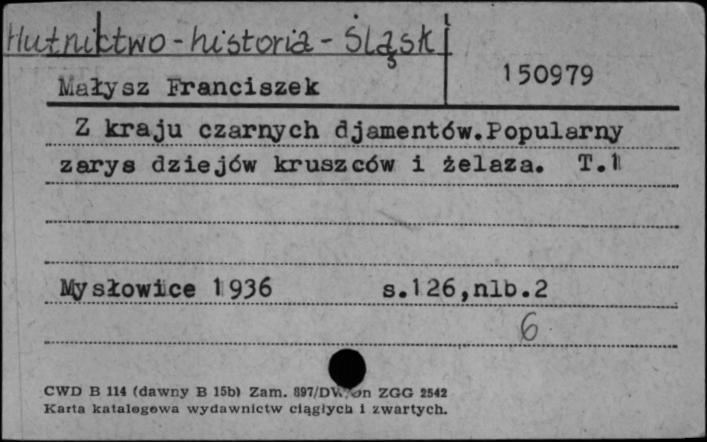 Hutnictwo - historia - Śląsk
Małysz Franciszek
150979
Z kraju czarnych djamentów.Popularny
zarys dziejów kruszców i żelaza. T.1
Mysłowice 1936 s.126,nlb.2
6
CWD B 114 (dawny B 15b) Zam. 897/DW/Dn ZGG 2542
Karta katalogowa wydawnictw ciągłych i zwartych.